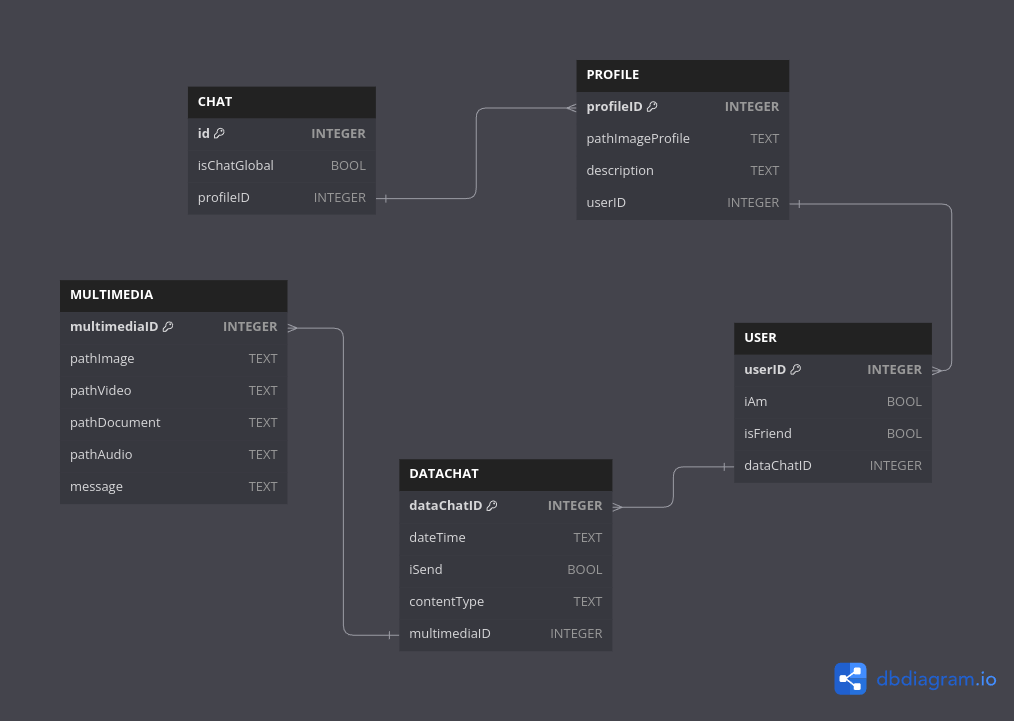 CHAT
id INTEGER
isChatGlobal BOOL
profileID INTEGER
PROFILE
profileID INTEGER
pathImageProfile TEXT
description TEXT
userID INTEGER
MULTIMEDIA
multimediaID INTEGER
pathImage TEXT
pathVideo TEXT
pathDocument TEXT
pathAudio TEXT
message TEXT
USER
userID INTEGER
iAm BOOL
isFriend BOOL
dataChatID INTEGER
DATACHAT
dataChatID INTEGER
dateTime TEXT
iSend BOOL
contentType TEXT
multimediaID INTEGER
dbdiagram.io